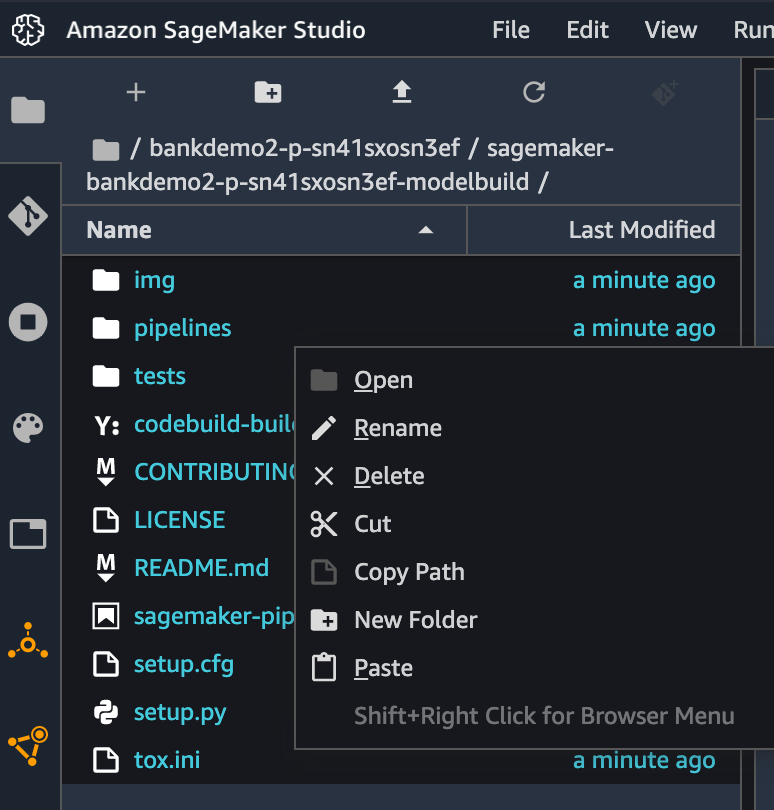 Amazon SageMaker Studio File Edit View Run
/ bankdemo2-p-sn41sxosn3ef / sagemaker-
bankdemo2-p-sn41sxosn3ef-modelbuild /
Name Last Modified
img a minute ago
pipelines a minute ago
tests
codebuild-buil
CONTRIBUTING
LICENSE
README.md
sagemaker-pip
setup.cfg
setup.py
tox.ini a minute ago
Open
Rename
Delete
Cut
Copy Path
New Folder
Paste
Shift+Right Click for Browser Menu